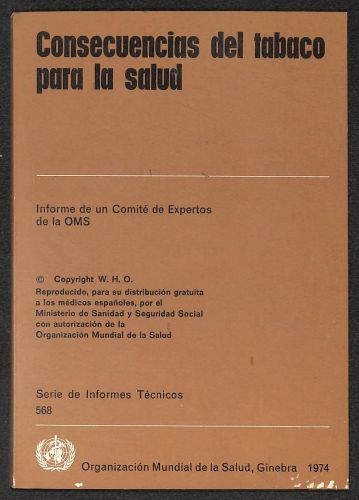 Consecuencias del tabaco
para la salud
Informe de un Comité de Expertos
de la OMS
© Copyright W. H. O.
Reproducido, para su distribución gratuita
a los médicos españoles, por el
Ministerio de Sanidad y Seguridad Social
con autorización de la
Organización Mundial de la Salud
Serie de Informes Técnicos
568
Organización Mundial de la Salud, Ginebra 1974